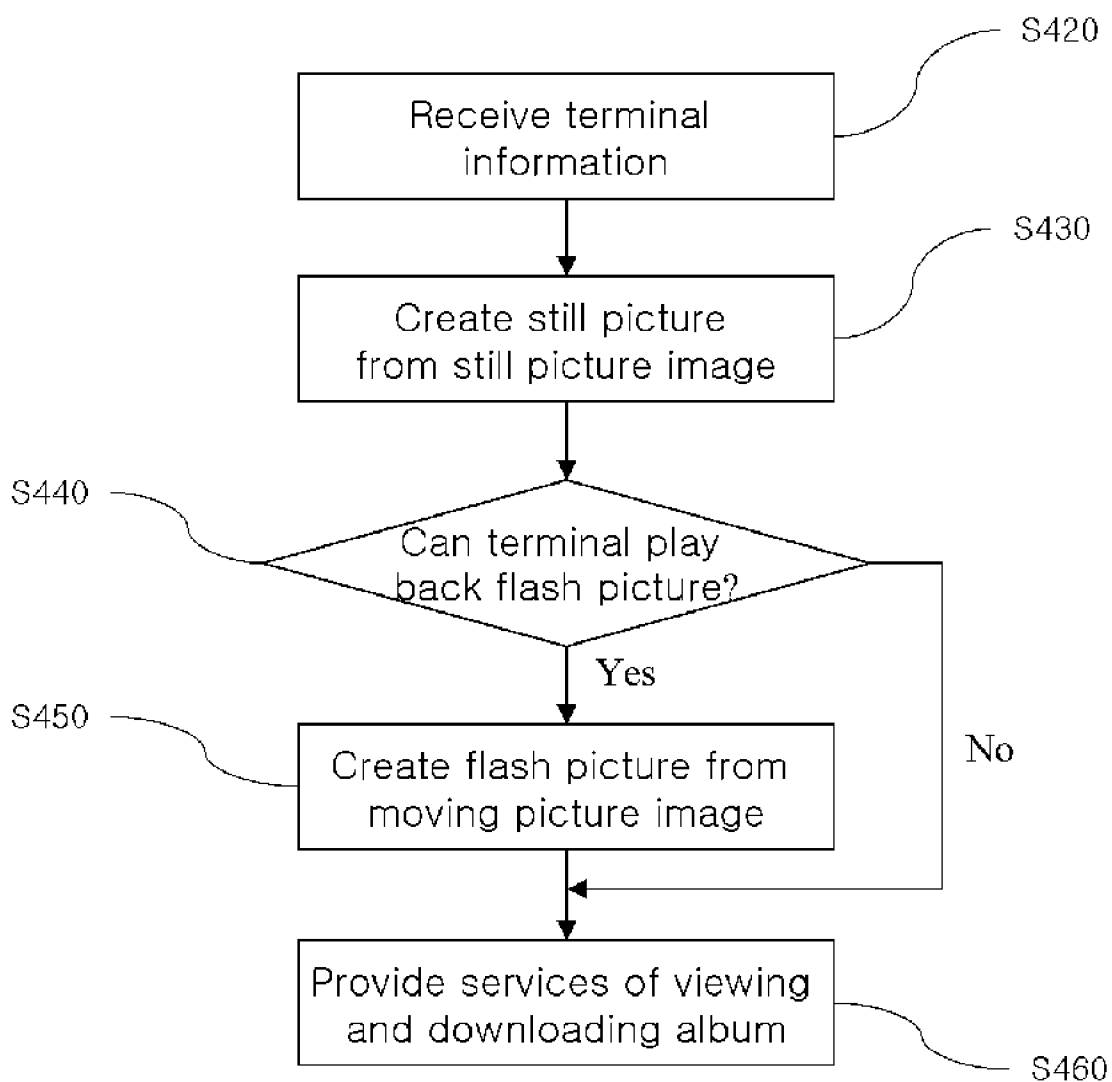 S420
Receive terminal
information
S430
Create still picture
from still picture image
S440
Can terminal play
back flash picture?
Yes
S450
No
Create flash picture from
moving picture image
Provide services of viewing
and downloading album
S460